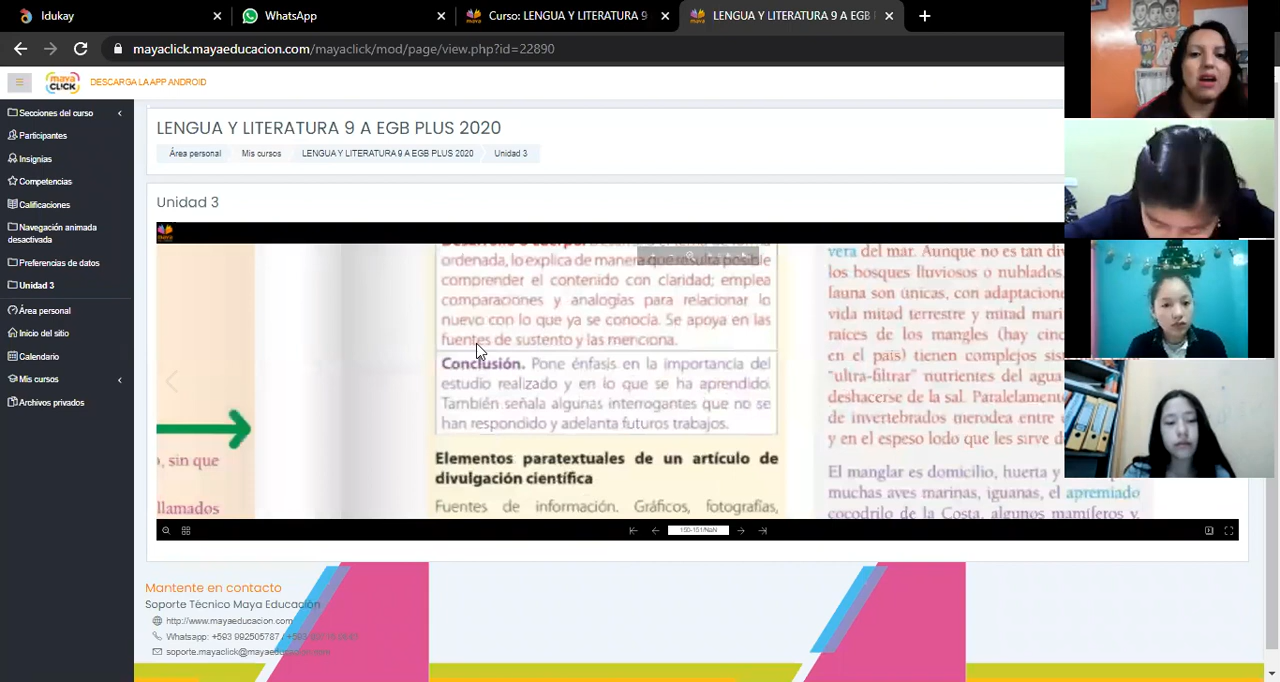 Idukay
WhatsApp
Curso: LENGUA Y LITERATURA 9
LENGUA Y LITERATURA 9 A EGB
mayaclick.mayaeducacion.com/mayaclick/mod/page/view.php?id=22890
maya
CLICK
DESCARGA LA APP ANDROID
Secciones del curso
Participantes
Insignias
Competencias
Calificaciones
Navegación animada
desactivada
Preferencias de datos
Unidad 3
Área personal
Inicio del sitio
Calendario
Mis cursos
Archivos privados
LENGUA Y LITERATURA 9 A EGB PLUS 2020
Área personal
Mis cursos
LENGUA Y LITERATURA 9 A EGB PLUS 2020
Unidad 3
Unidad 3
, sin que
llamados
Desarrollo o cuerpo.
ordenada, lo explica de manera que resulta posible
comprender el contenido con claridad; emplea
comparaciones y analogías para relacionar lo
nuevo con lo que ya se conocía. Se apoya en las
fuentes de sustento y las menciona.
Conclusión. Pone énfasis en la importancia del
estudio realizado y en lo que se ha aprendido.
También señala algunas interrogantes que no se
han respondido y adelanta futuros trabajos.
Elementos paratextuales de un artículo de
divulgación científica
Fuentes de información. Gráficos, fotografías,
vera del mar. Aunque no es tan di
los bosques lluviosos o nublados,
fauna son únicas, con adaptacione
vida mitad terrestre y mitad mari
raíces de los mangles (hay cinc
en el país) tienen complejos sis
"ultra-filtrar" nutrientes del agua
deshacerse de la sal. Paralelament
de invertebrados merodea entre
y en el espeso lodo que les sirve d
El manglar es domicilio, huerta y
muchas aves marinas, iguanas, el apremiado
cocodrilo de la Costa, algunos mamíferos y,
150-151/NaN
Mantente en contacto
Soporte Técnico Maya Educación
http://www.mayaeducacion.com
Whatsapp: +593 992505787 /
soporte.mayaclick@mayaeducacion.com